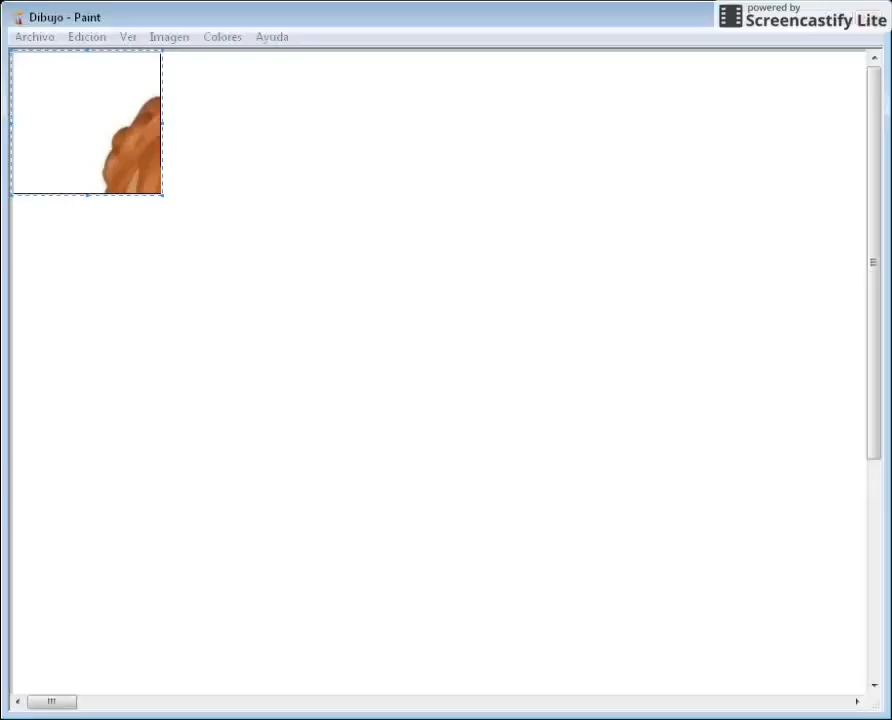 Dibujo - Paint
powered by
Screencastify Lite
Archivo Edición Ver Imagen Colores Ayuda